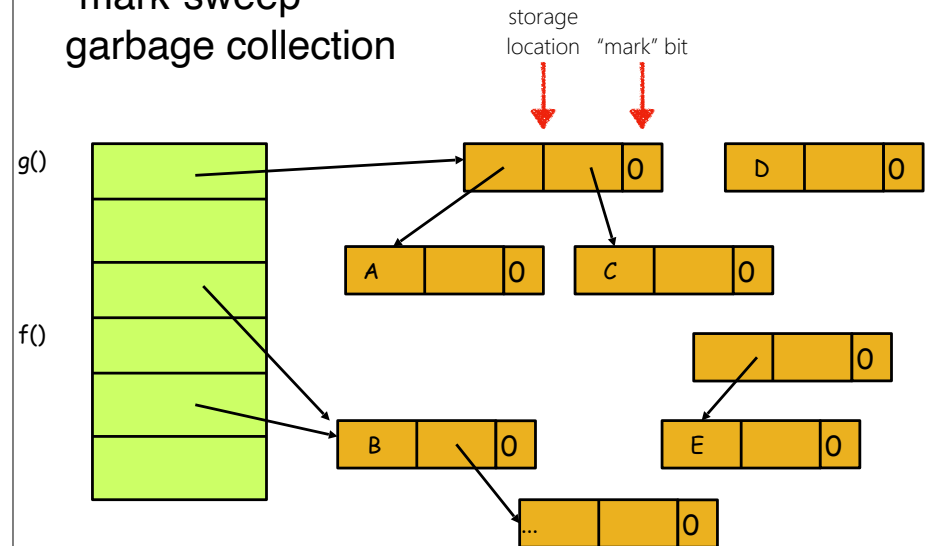 mark-sweep
garbage collection
storage
location “mark” bit
g()
0
D
0
A
0
C
0
f()
0
B
0
E
0
...
0